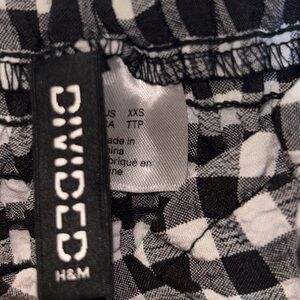 DIVIDED
H&M
US XXS
CA TTP
Made in
China
Fabriqué en
Chine